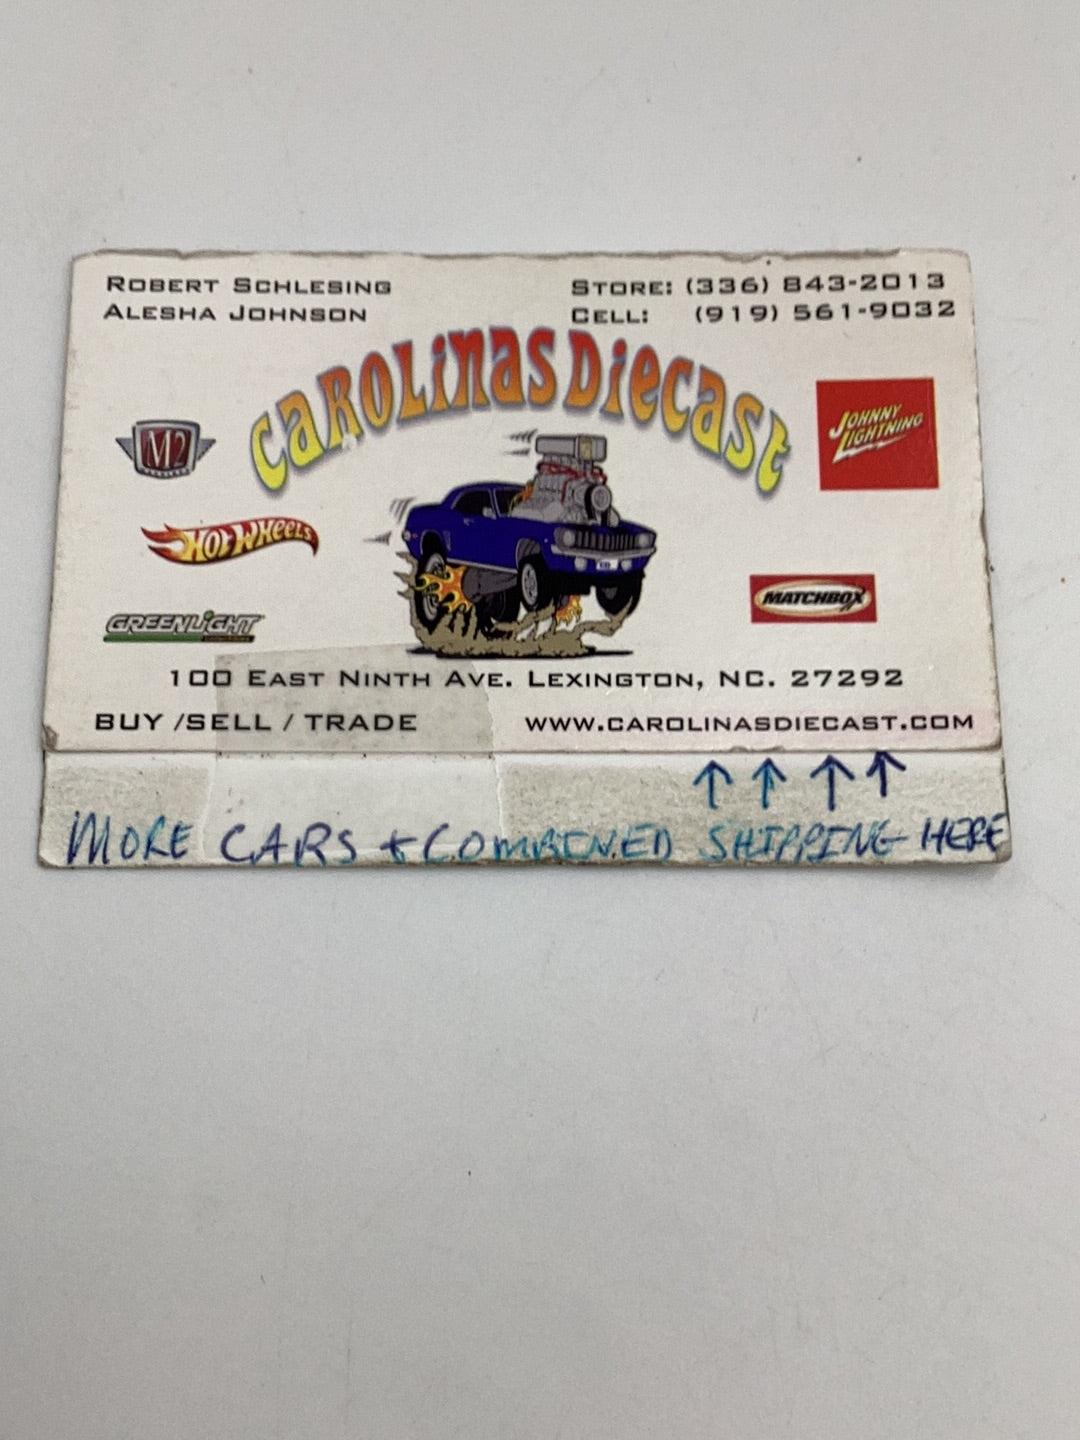 ROBERT SCHLESING
ALESHA JOHNSON
STORE: (336) 843-2013
CELL: (919) 561-9032
CAROLINAS DIECAST
M2
JOHNNY
LIGHTNING
HOT WHEELS
MATCHBOX
GREENLIGHT
100 EAST NINTH AVE. LEXINGTON, NC. 27292
BUY /SELL / TRADE
WWW.CAROLINASDIECAST.COM
MORE CARS + COMBINED SHIPPING HERE